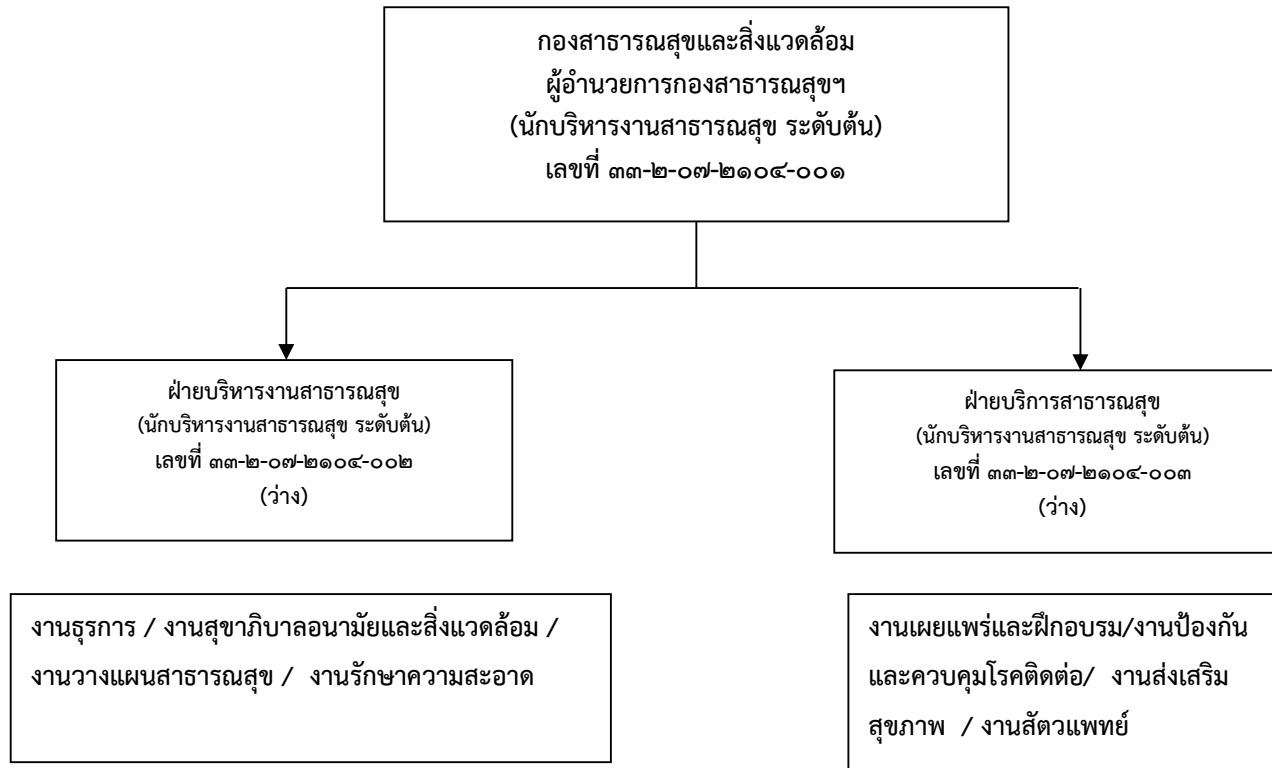 กองสาธารณสุขและสิ่งแวดล้อม
ผู้อำนวยการกองสาธารณสุขฯ
(นักบริหารงานสาธารณสุข ระดับต้น)
เลขที่ ๓๓-๒-๐๗-๒๑๐๔-๐๐๑
ฝ่ายบริหารงานสาธารณสุข
(นักบริหารงานสาธารณสุข ระดับต้น)
เลขที่ ๓๓-๒-๐๗-๒๑๐๔-๐๐๒
(ว่าง)
ฝ่ายบริการสาธารณสุข
(นักบริหารงานสาธารณสุข ระดับต้น)
เลขที่ ๓๓-๒-๐๗-๒๑๐๔-๐๐๓
(ว่าง)
งานธุรการ / งานสุขาภิบาลอนามัยและสิ่งแวดล้อม /
งานวางแผนสาธารณสุข / งานรักษาความสะอาด
งานเผยแพร่และฝึกอบรม/งานป้องกัน
และควบคุมโรคติดต่อ/ งานส่งเสริม
สุขภาพ / งานสัตวแพทย์